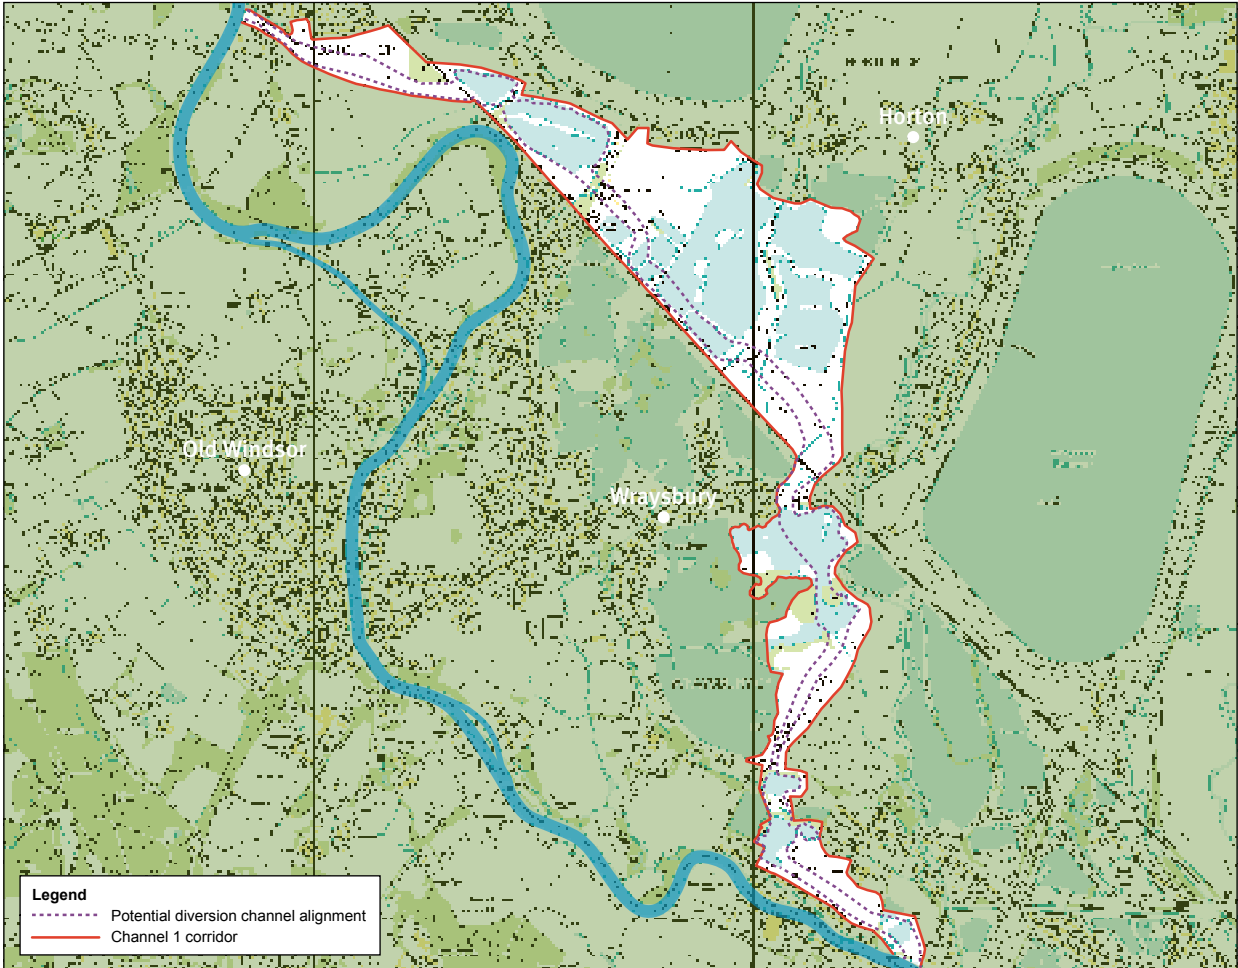 Horton
Old Windsor
Wraysbury
Legend
Potential diversion channel alignment
Channel 1 corridor